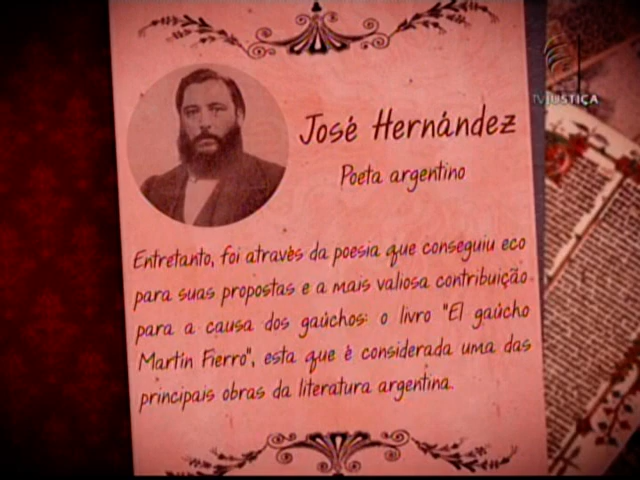 TV JUSTIÇA
José Hernández
Poeta argentino
Entretanto, foi através da poesia que conseguiu eco
para suas propostas e a mais valiosa contribuição
para a causa dos gaúchos: o livro "El gaúcho
Martin Fierro", esta que é considerada uma das
principais obras da literatura argentina.